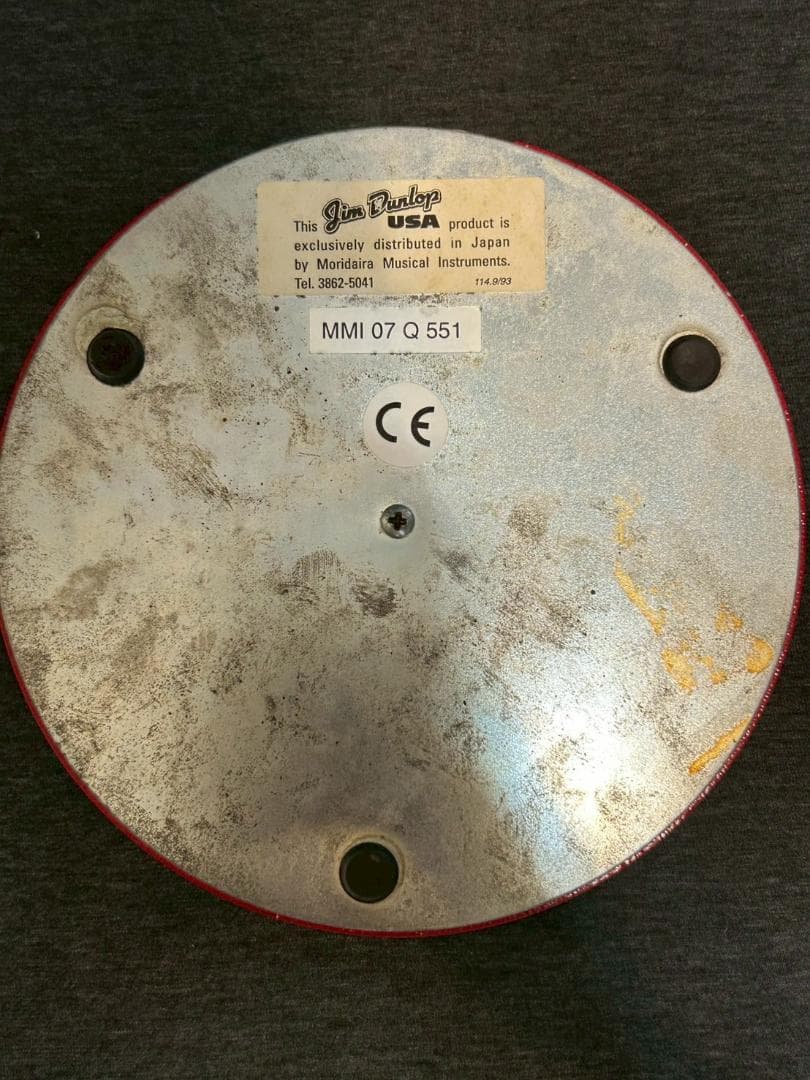 This Jim Dunlop USA product is
exclusively distributed in Japan
by Moridaira Musical Instruments.
Tel. 3862-5041 114.9/93
MMI 07 Q 551
CE